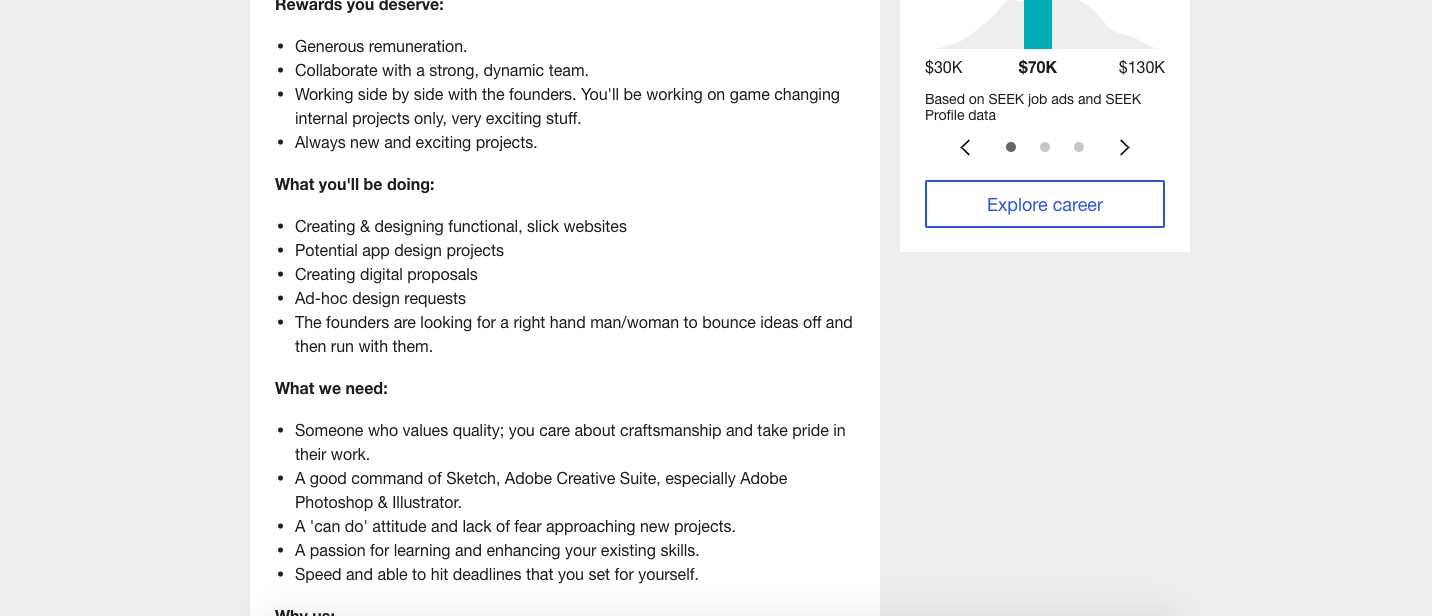 Rewards you deserve:
• Generous remuneration.
• Collaborate with a strong, dynamic team.
• Working side by side with the founders. You'll be working on game changing
internal projects only, very exciting stuff.
• Always new and exciting projects.
What you'll be doing:
• Creating & designing functional, slick websites
• Potential app design projects
• Creating digital proposals
• Ad-hoc design requests
• The founders are looking for a right hand man/woman to bounce ideas off and
then run with them.
What we need:
• Someone who values quality; you care about craftsmanship and take pride in
their work.
• A good command of Sketch, Adobe Creative Suite, especially Adobe
Photoshop & Illustrator.
• A 'can do' attitude and lack of fear approaching new projects.
• A passion for learning and enhancing your existing skills.
• Speed and able to hit deadlines that you set for yourself.
Why us:
$30K $70K $130K
Based on SEEK job ads and SEEK
Profile data
Explore career